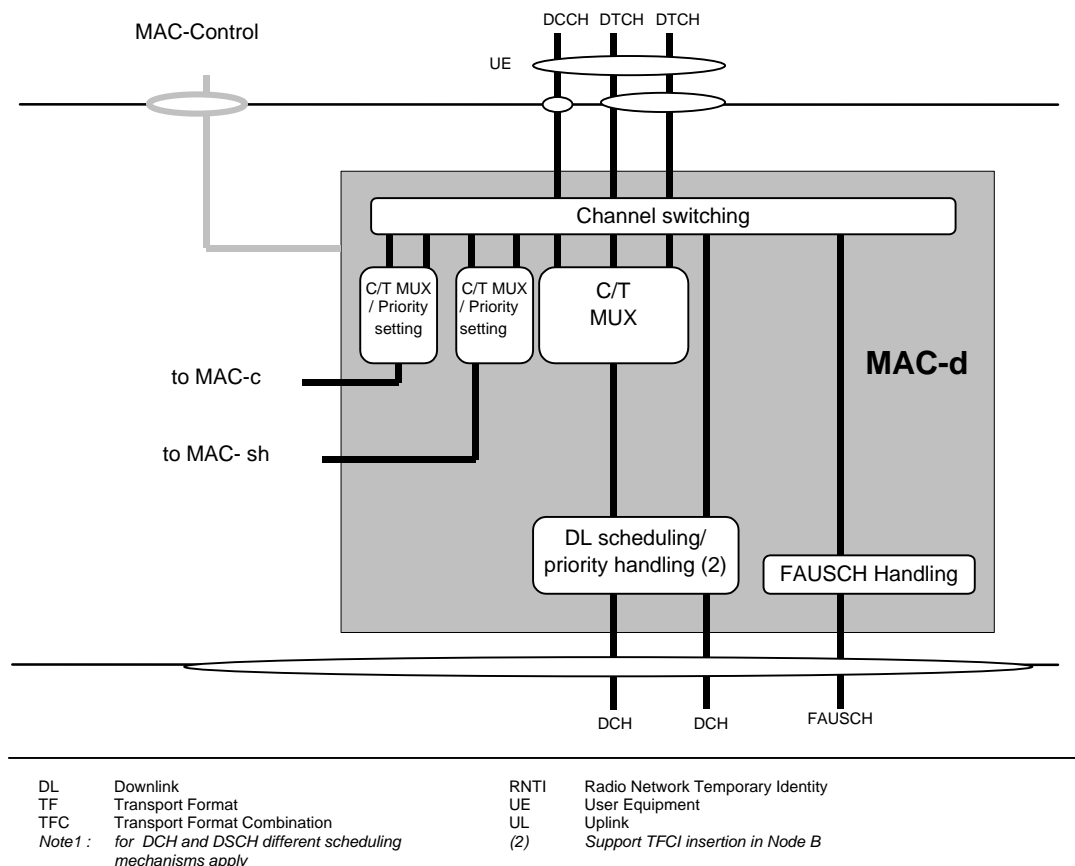 DCCH DTCH DTCH
MAC-Control
UE
Channel switching
C/T MUX
/ Priority
setting
C/T MUX
/ Priority
setting
C/T
MUX
MAC-d
to MAC-c
to MAC- sh
DL scheduling/
priority handling (2)
FAUSCH Handling
DCH DCH FAUSCH
DL Downlink
TF Transport Format
TFC Transport Format Combination
Note1 : for DCH and DSCH different scheduling
mechanisms apply
RNTI Radio Network Temporary Identity
UE User Equipment
UL Uplink
(2) Support TFCI insertion in Node B